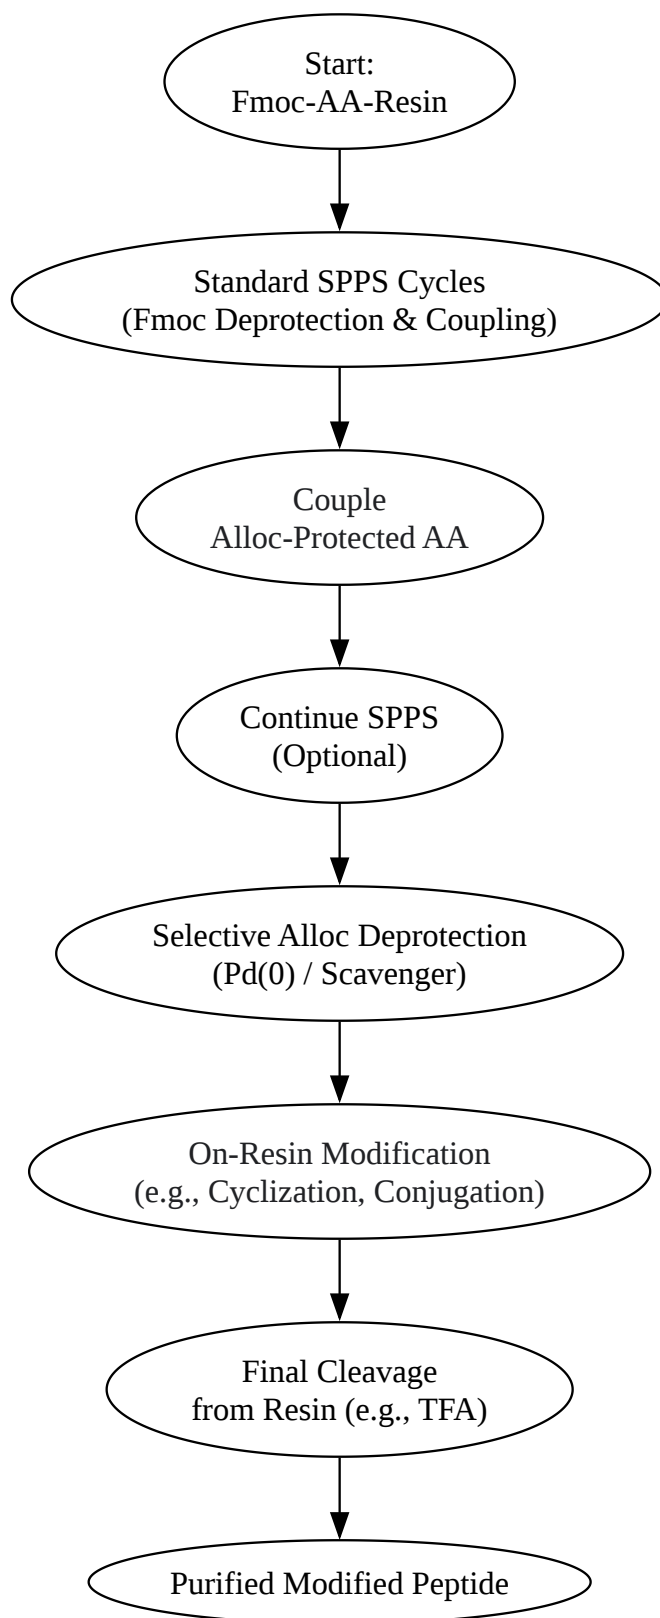 Start:
Fmoc-AA-Resin
Standard SPPS Cycles
(Fmoc Deprotection & Coupling)
Couple
Alloc-Protected AA
Continue SPPS
(Optional)
Selective Alloc Deprotection
(Pd(0) / Scavenger)
On-Resin Modification
(e.g., Cyclization, Conjugation)
Final Cleavage
from Resin (e.g., TFA)
Purified Modified Peptide